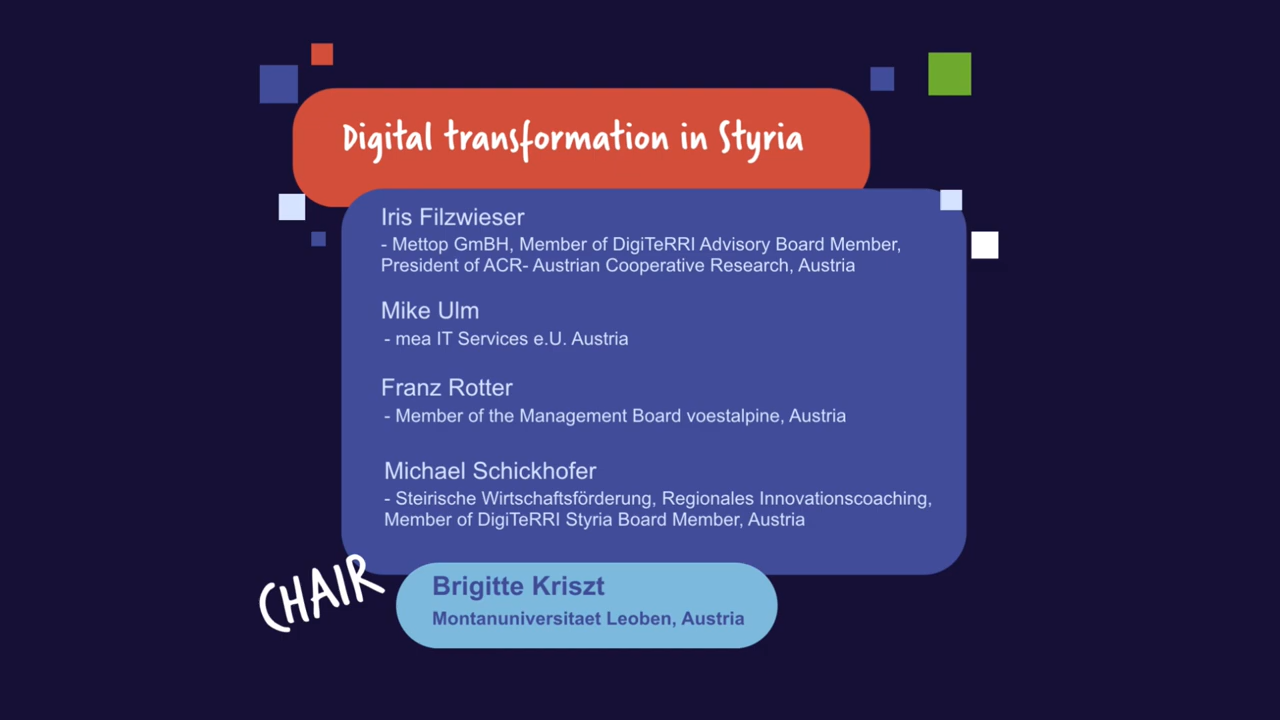 Digital transformation in Styria
Iris Filzwieser
- Mettop GmBH, Member of DigiTeRRI Advisory Board Member,
President of ACR- Austrian Cooperative Research, Austria
Mike Ulm
- mea IT Services e.U. Austria
Franz Rotter
- Member of the Management Board voestalpine, Austria
Michael Schickhofer
- Steirische Wirtschaftsförderung, Regionales Innovationscoaching,
Member of DigiTeRRI Styria Board Member, Austria
CHAIR
Brigitte Kriszt
Montanuniversitaet Leoben, Austria